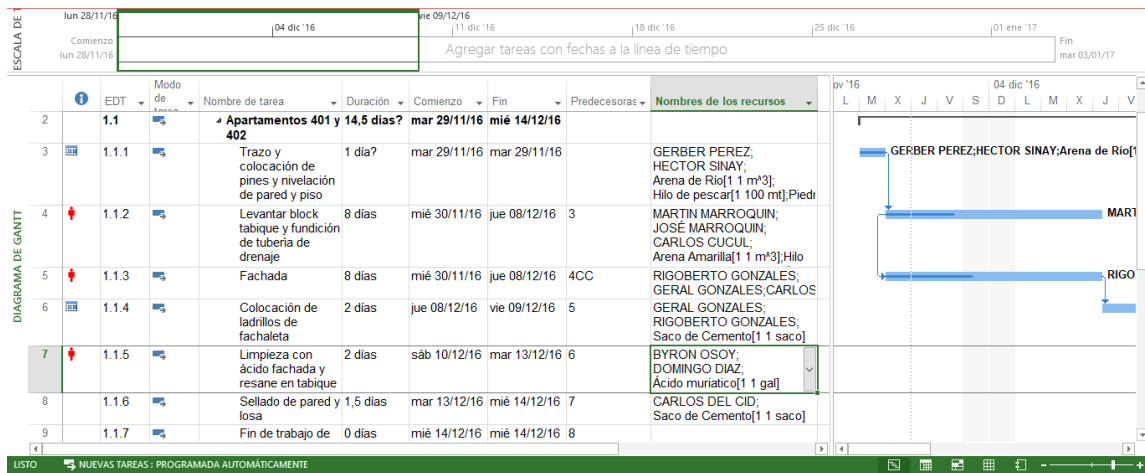 ESCALA DE T
lun 28/11/16
vie 09/12/16
04 dic '16
11 dic '16
18 dic '16
25 dic '16
01 ene '17
Comienzo
lun 28/11/16
Agregar tareas con fechas a la línea de tiempo
Fin
mar 03/01/17
DIAGRAMA DE GANTT
EDT
Modo de tarea
Nombre de tarea
Duración
Comienzo
Fin
Predecesoras
Nombres de los recursos
ov '16
04 dic '16
L M X J V S D L M X J V
2 1.1 Apartamentos 401 y 14,5 días? mar 29/11/16 mié 14/12/16
402
3 1.1.1 Trazo y 1 día? mar 29/11/16 mar 29/11/16 GERBER PEREZ;
colocación de HECTOR SINAY;
pines y nivelación Arena de Río[1 1 m^3];
de pared y piso Hilo de pescar[1 100 mt];Piedr
GERBER PEREZ;HECTOR SINAY;Arena de Río[1
4 1.1.2 Levantar block 8 días mié 30/11/16 jue 08/12/16 3 MARTIN MARROQUIN;
tabique y fundición JOSÉ MARROQUIN;
de tubería de CARLOS CUCUL;
drenaje Arena Amarilla[1 1 m^3];Hilo
MART
5 1.1.3 Fachada 8 días mié 30/11/16 jue 08/12/16 4CC RIGOBERTO GONZALES;
GERAL GONZALES;CARLOS
RIGO
6 1.1.4 Colocación de 2 días jue 08/12/16 vie 09/12/16 5 GERAL GONZALES;
ladrillos de RIGOBERTO GONZALES;
fachaleta Saco de Cemento[1 1 saco]
7 1.1.5 Limpieza con 2 días sáb 10/12/16 mar 13/12/16 6 BYRON OSOY;
ácido fachada y DOMINGO DIAZ;
resane en tabique Ácido muriatico[1 1 gal]
8 1.1.6 Sellado de pared y 1,5 días mar 13/12/16 mié 14/12/16 7 CARLOS DEL CID;
losa Saco de Cemento[1 1 saco]
9 1.1.7 Fin de trabajo de 0 días mié 14/12/16 mié 14/12/16 8
LISTO NUEVAS TAREAS : PROGRAMADA AUTOMÁTICAMENTE